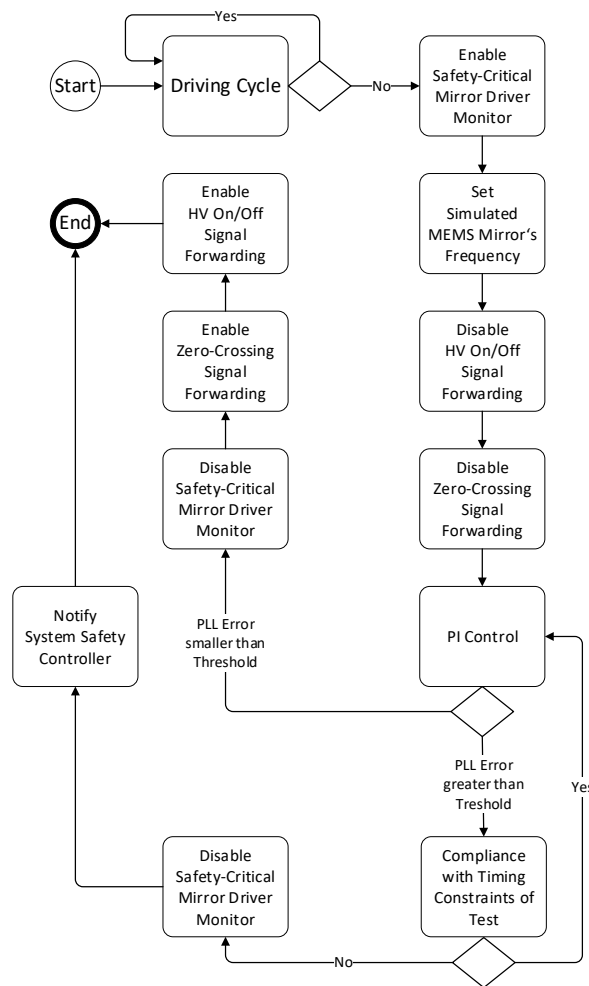 Yes
Start
Driving Cycle
No
Enable
Safety-Critical
Mirror Driver
Monitor
End
Enable
HV On/Off
Signal
Forwarding
Set
Simulated
MEMS Mirror‘s
Frequency
Enable
Zero-Crossing
Signal
Forwarding
Disable
HV On/Off
Signal
Forwarding
Disable
Safety-Critical
Mirror Driver
Monitor
Disable
Zero-Crossing
Signal
Forwarding
Notify
System Safety
Controller
PLL Error
smaller than
Threshold
PI Control
PLL Error
greater than
Treshold
Yes
Disable
Safety-Critical
Mirror Driver
Monitor
Compliance
with Timing
Constraints of
Test
No